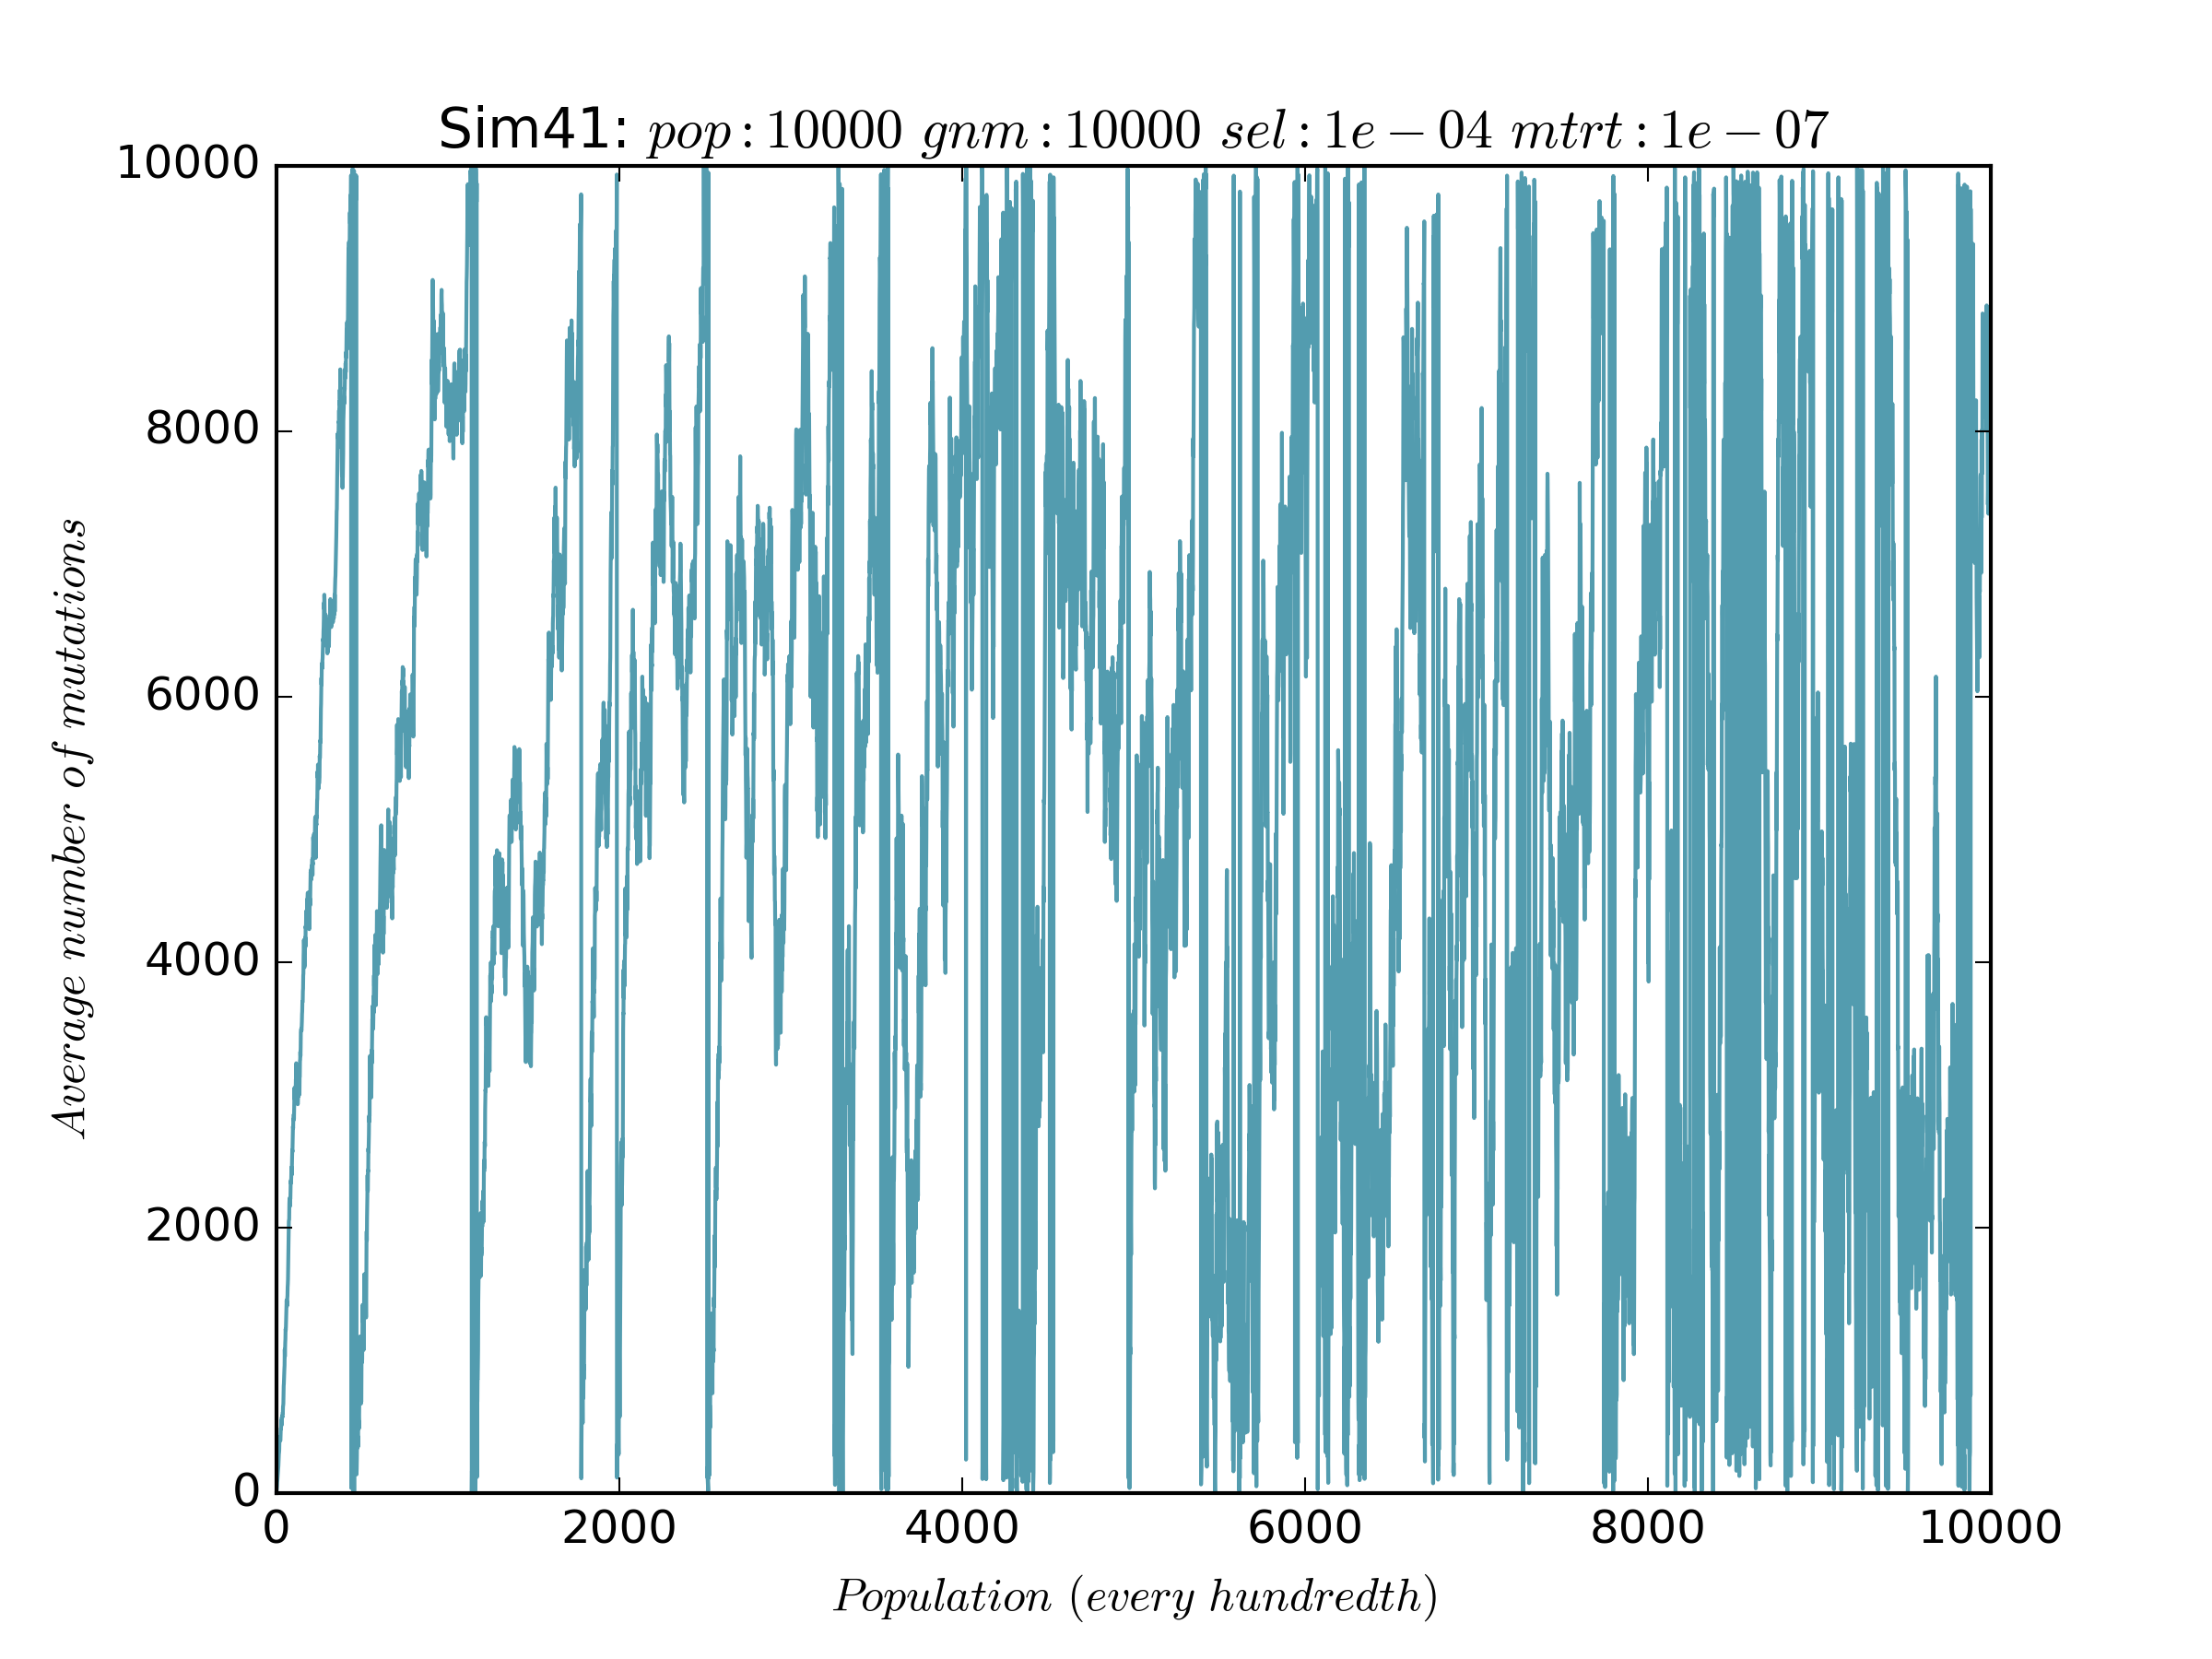 Sim41: pop : 10000 gnm : 10000 sel : 1e − 04 mtrt : 1e − 07
10000
8000
6000
4000
2000
0
Average number of mutations
0 2000 4000 6000 8000 10000
Population (every hundredth)